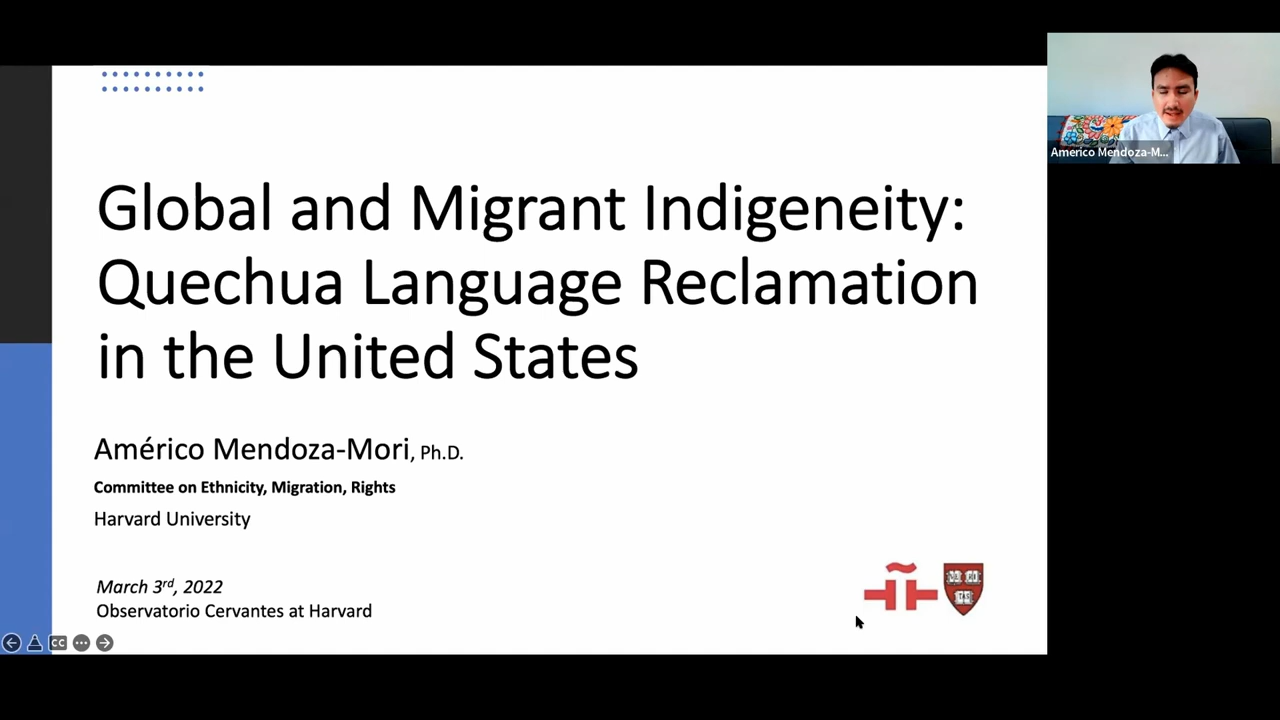 Global and Migrant Indigeneity:
Quechua Language Reclamation
in the United States
Américo Mendoza-Mori, Ph.D.
Committee on Ethnicity, Migration, Rights
Harvard University
March 3rd, 2022
Observatorio Cervantes at Harvard
Americo Mendoza-M...
CC